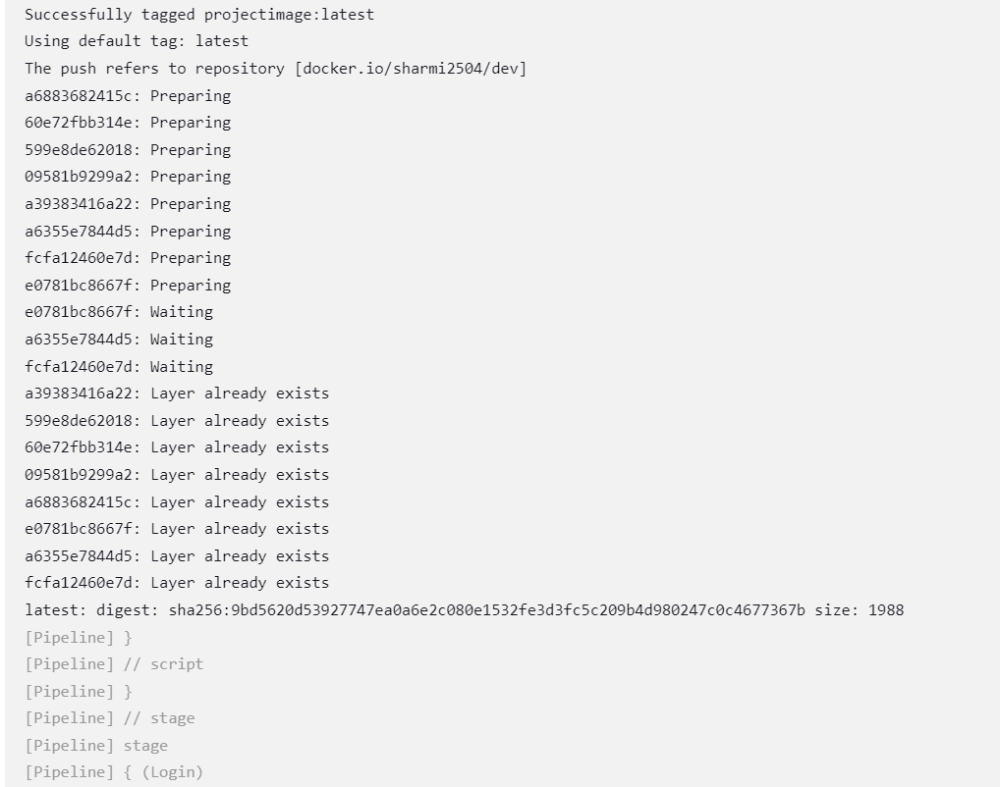 Successfully tagged projectimage:latest
Using default tag: latest
The push refers to repository [docker.io/sharmi2504/dev]
a6883682415c: Preparing
60e72fbb314e: Preparing
599e8de62018: Preparing
09581b9299a2: Preparing
a39383416a22: Preparing
a6355e7844d5: Preparing
fcfa12460e7d: Preparing
e0781bc8667f: Preparing
e0781bc8667f: Waiting
a6355e7844d5: Waiting
fcfa12460e7d: Waiting
a39383416a22: Layer already exists
599e8de62018: Layer already exists
60e72fbb314e: Layer already exists
09581b9299a2: Layer already exists
a6883682415c: Layer already exists
e0781bc8667f: Layer already exists
a6355e7844d5: Layer already exists
fcfa12460e7d: Layer already exists
latest: digest: sha256:9bd5620d53927747ea0a6e2c080e1532fe3d3fc5c209b4d980247c0c4677367b size: 1988
[Pipeline] }
[Pipeline] // script
[Pipeline] }
[Pipeline] // stage
[Pipeline] stage
[Pipeline] { (Login)